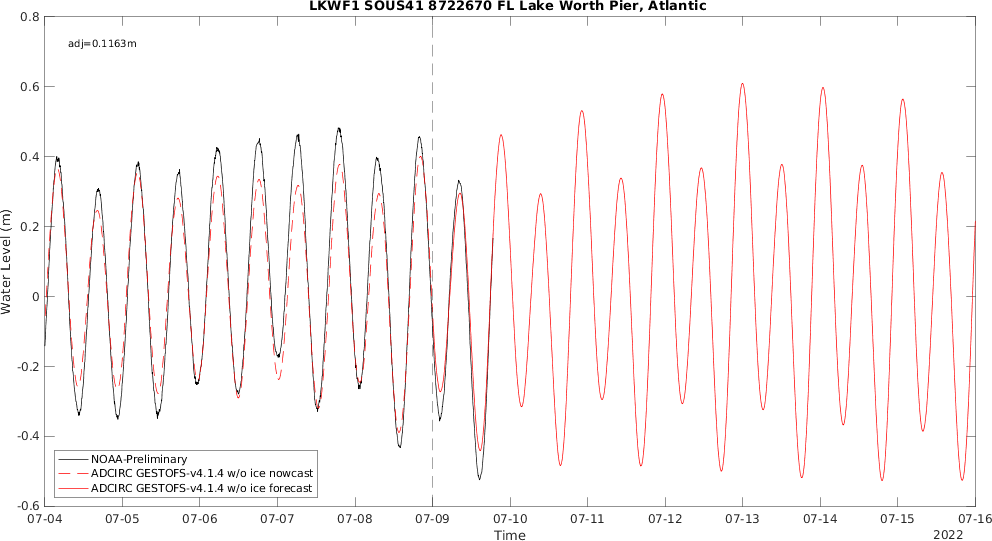 LKWF1 SOUS41 8722670 FL Lake Worth Pier, Atlantic
adj=0.1163m
0.8
0.6
0.4
0.2
0
-0.2
-0.4
-0.6
Water Level (m)
NOAA-Preliminary
ADCIRC GESTOFS-v4.1.4 w/o ice nowcast
ADCIRC GESTOFS-v4.1.4 w/o ice forecast
07-04 07-05 07-06 07-07 07-08 07-09 07-10 07-11 07-12 07-13 07-14 07-15 07-16
Time
2022